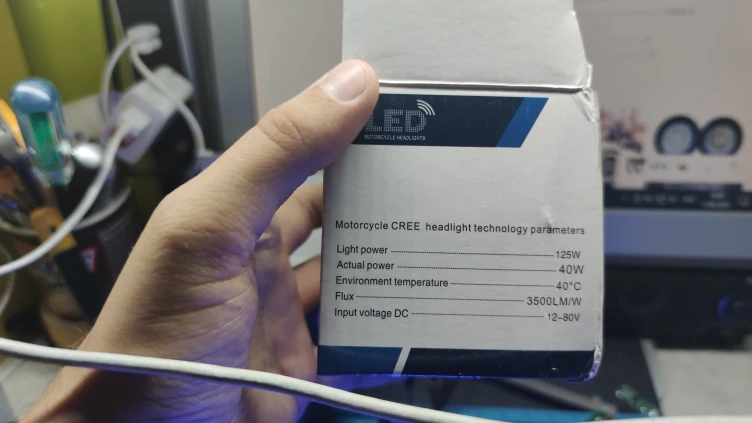 LED
MOTORCYCLE HEADLIGHTS
Motorcycle CREE headlight technology parameters
Light power 125W
Actual power 40W
Environment temperature 40°C
Flux 3500LM/W
Input voltage DC 12–80V